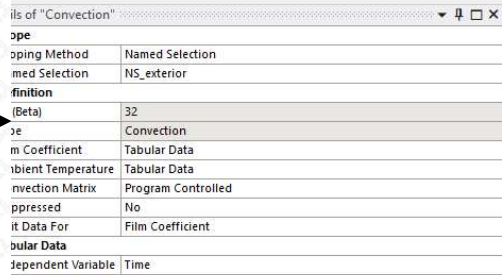 ils of "Convection"
ope
oping Method Named Selection
med Selection NS_exterior
finition
(Beta) 32
pe Convection
m Coefficient Tabular Data
nbient Temperature Tabular Data
nvection Matrix Program Controlled
ppressed No
it Data For Film Coefficient
bular Data
dependent Variable Time